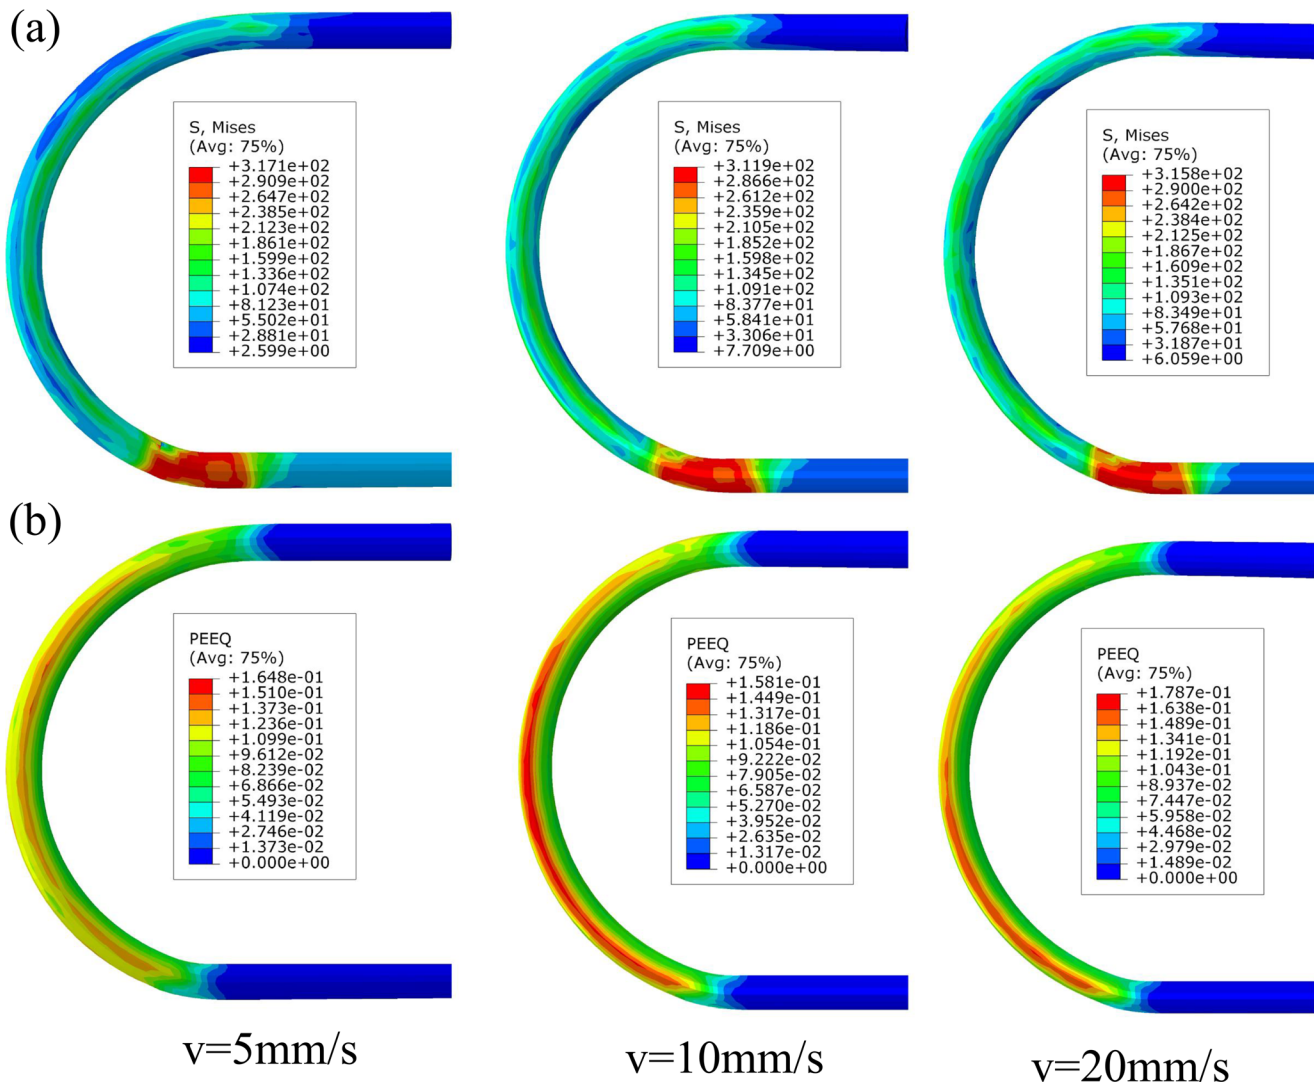 (a)
S, Mises
(Avg: 75%)
+3.171e+02
+2.909e+02
+2.647e+02
+2.385e+02
+2.123e+02
+1.861e+02
+1.599e+02
+1.336e+02
+1.074e+02
+8.123e+01
+5.502e+01
+2.881e+01
+2.599e+00
S, Mises
(Avg: 75%)
+3.119e+02
+2.866e+02
+2.612e+02
+2.359e+02
+2.105e+02
+1.852e+02
+1.598e+02
+1.345e+02
+1.091e+02
+8.377e+01
+5.841e+01
+3.306e+01
+7.709e+00
S, Mises
(Avg: 75%)
+3.158e+02
+2.900e+02
+2.642e+02
+2.384e+02
+2.125e+02
+1.867e+02
+1.609e+02
+1.351e+02
+1.093e+02
+8.349e+01
+5.768e+01
+3.187e+01
+6.059e+00
(b)
PEEQ
(Avg: 75%)
+1.648e-01
+1.510e-01
+1.373e-01
+1.236e-01
+1.099e-01
+9.612e-02
+8.239e-02
+6.866e-02
+5.493e-02
+4.119e-02
+2.746e-02
+1.373e-02
+0.000e+00
PEEQ
(Avg: 75%)
+1.581e-01
+1.449e-01
+1.317e-01
+1.186e-01
+1.054e-01
+9.222e-02
+7.905e-02
+6.587e-02
+5.270e-02
+3.952e-02
+2.635e-02
+1.317e-02
+0.000e+00
PEEQ
(Avg: 75%)
+1.787e-01
+1.638e-01
+1.489e-01
+1.341e-01
+1.192e-01
+1.043e-01
+8.937e-02
+7.447e-02
+5.958e-02
+4.468e-02
+2.979e-02
+1.489e-02
+0.000e+00
v=5mm/s
v=10mm/s
v=20mm/s